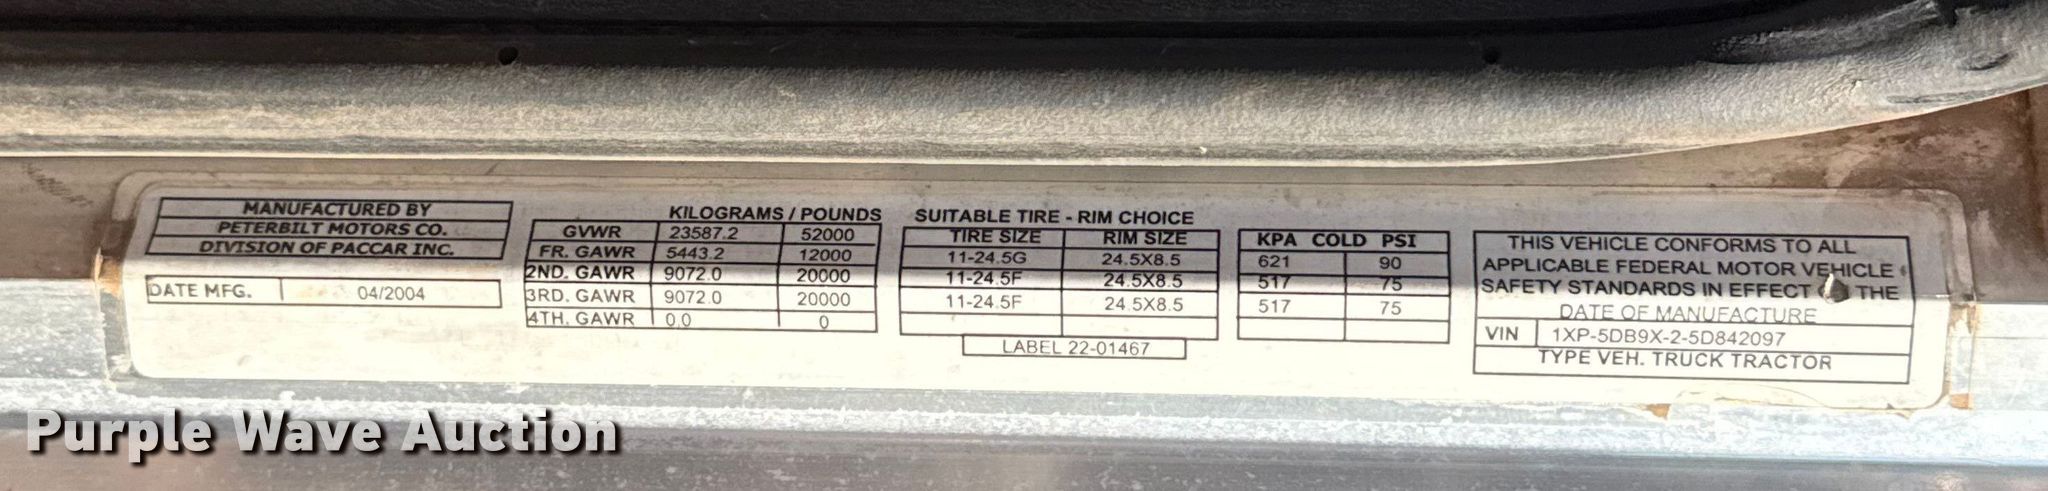 MANUFACTURED BY
PETERBILT MOTORS CO.
DIVISION OF PACCAR INC.
DATE MFG. 04/2004
KILOGRAMS / POUNDS
GVWR 23587.2 52000
FR. GAWR 5443.2 12000
2ND. GAWR 9072.0 20000
3RD. GAWR 9072.0 20000
4TH. GAWR 0.0 0
SUITABLE TIRE - RIM CHOICE
TIRE SIZE RIM SIZE
11-24.5G 24.5X8.5
11-24.5F 24.5X8.5
11-24.5F 24.5X8.5
LABEL 22-01467
KPA COLD PSI
621 90
517 75
517 75
THIS VEHICLE CONFORMS TO ALL
APPLICABLE FEDERAL MOTOR VEHICLE
SAFETY STANDARDS IN EFFECT THE
DATE OF MANUFACTURE
VIN 1XP-5DB9X-2-5D842097
TYPE VEH. TRUCK TRACTOR
Purple Wave Auction